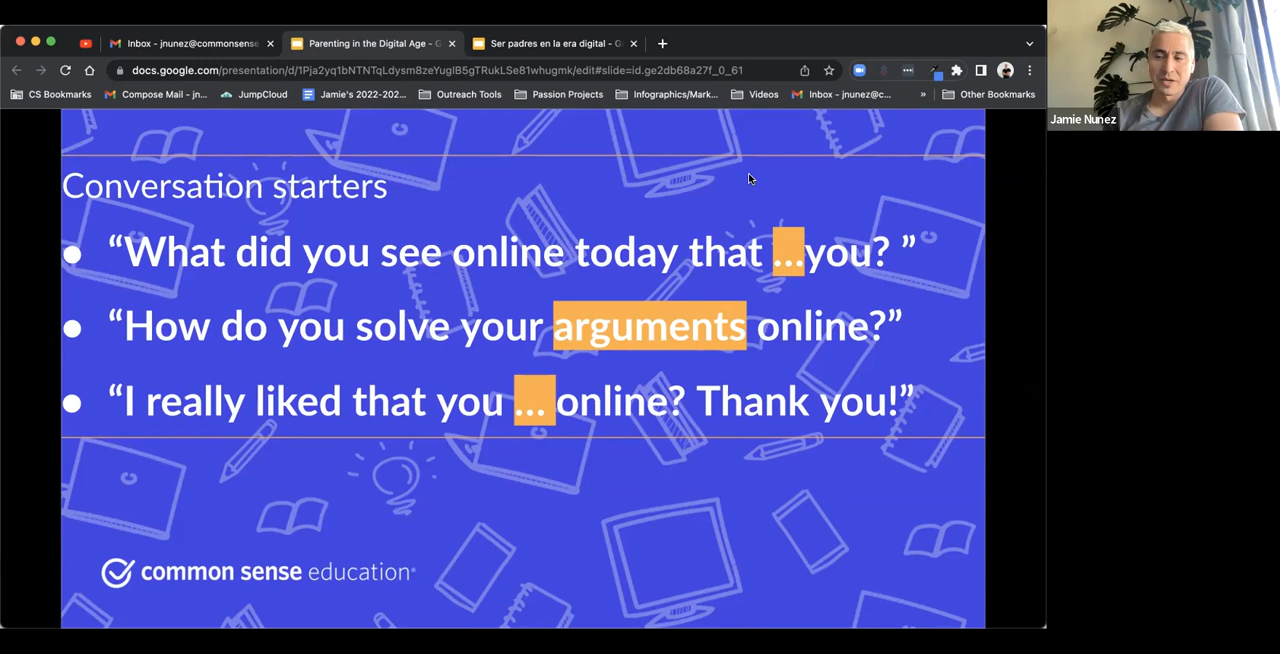 Inbox - jnunez@commonsense
Parenting in the Digital Age - G
Ser padres en la era digital - G
docs.google.com/presentation/d/1Pja2yq1bNTNTqLdysm8zeYuglB5gTRukLSe81whugmk/edit#slide=id.ge2db68a27f_0_61
CS Bookmarks
Compose Mail - jn...
JumpCloud
Jamie's 2022-202...
Outreach Tools
Passion Projects
Infographics/Mark...
Videos
Inbox - jnunez@c...
»
Other Bookmarks
Jamie Nunez
Conversation starters
● “What did you see online today that ...you? ”
● “How do you solve your arguments online?”
● “I really liked that you ... online? Thank you!”
common sense education®